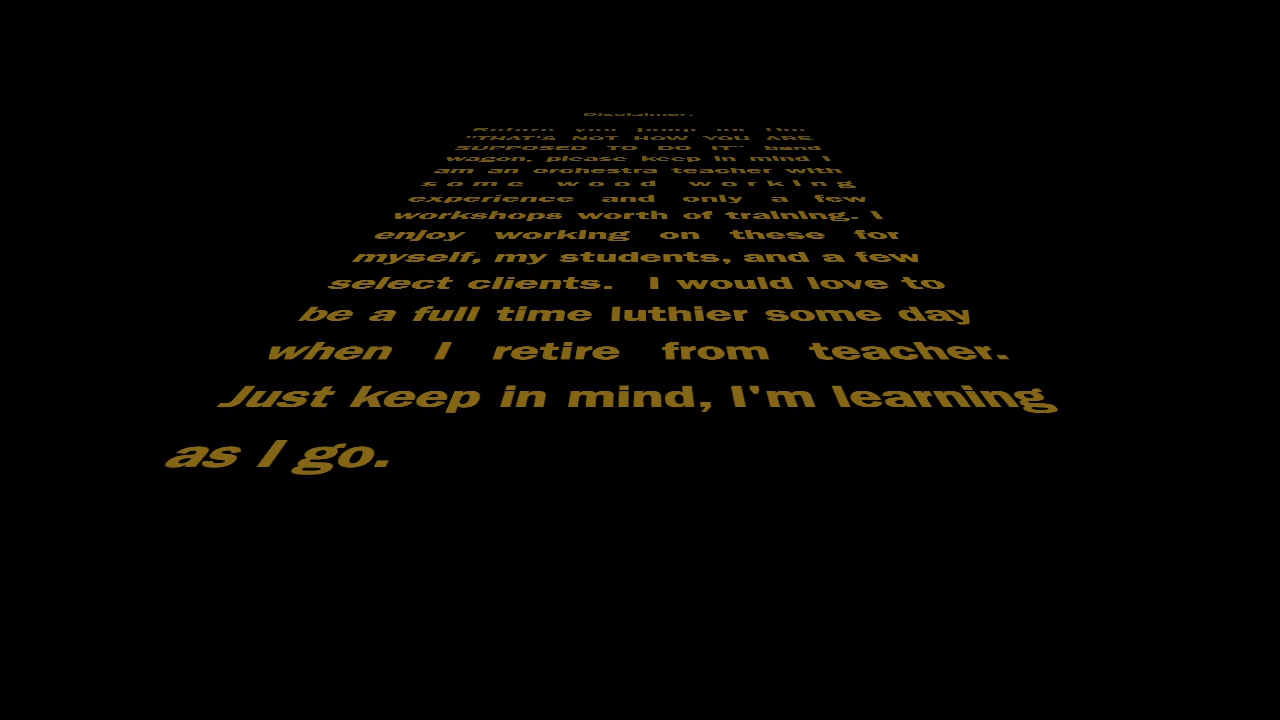 Disclaimer.
Before you jump on the
"THAT'S NOT HOW YOU ARE
SUPPOSED TO DO IT" band
wagon, please keep in mind I
am an orchestra teacher with
some wood working
experience and only a few
workshops worth of training. I
enjoy working on these for
myself, my students, and a few
select clients. I would love to
be a full time luthier some day
when I retire from teacher.
Just keep in mind, I'm learning
as I go.